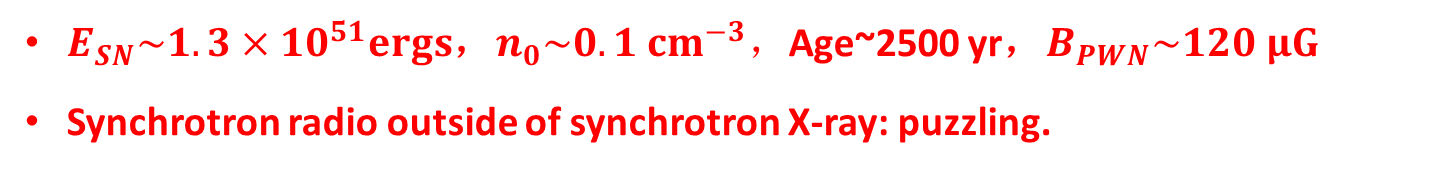 • E_SN~1.3 × 10^51 ergs，n_0~0.1 cm^−3，Age~2500 yr，B_PWN~120 μG
• Synchrotron radio outside of synchrotron X-ray: puzzling.